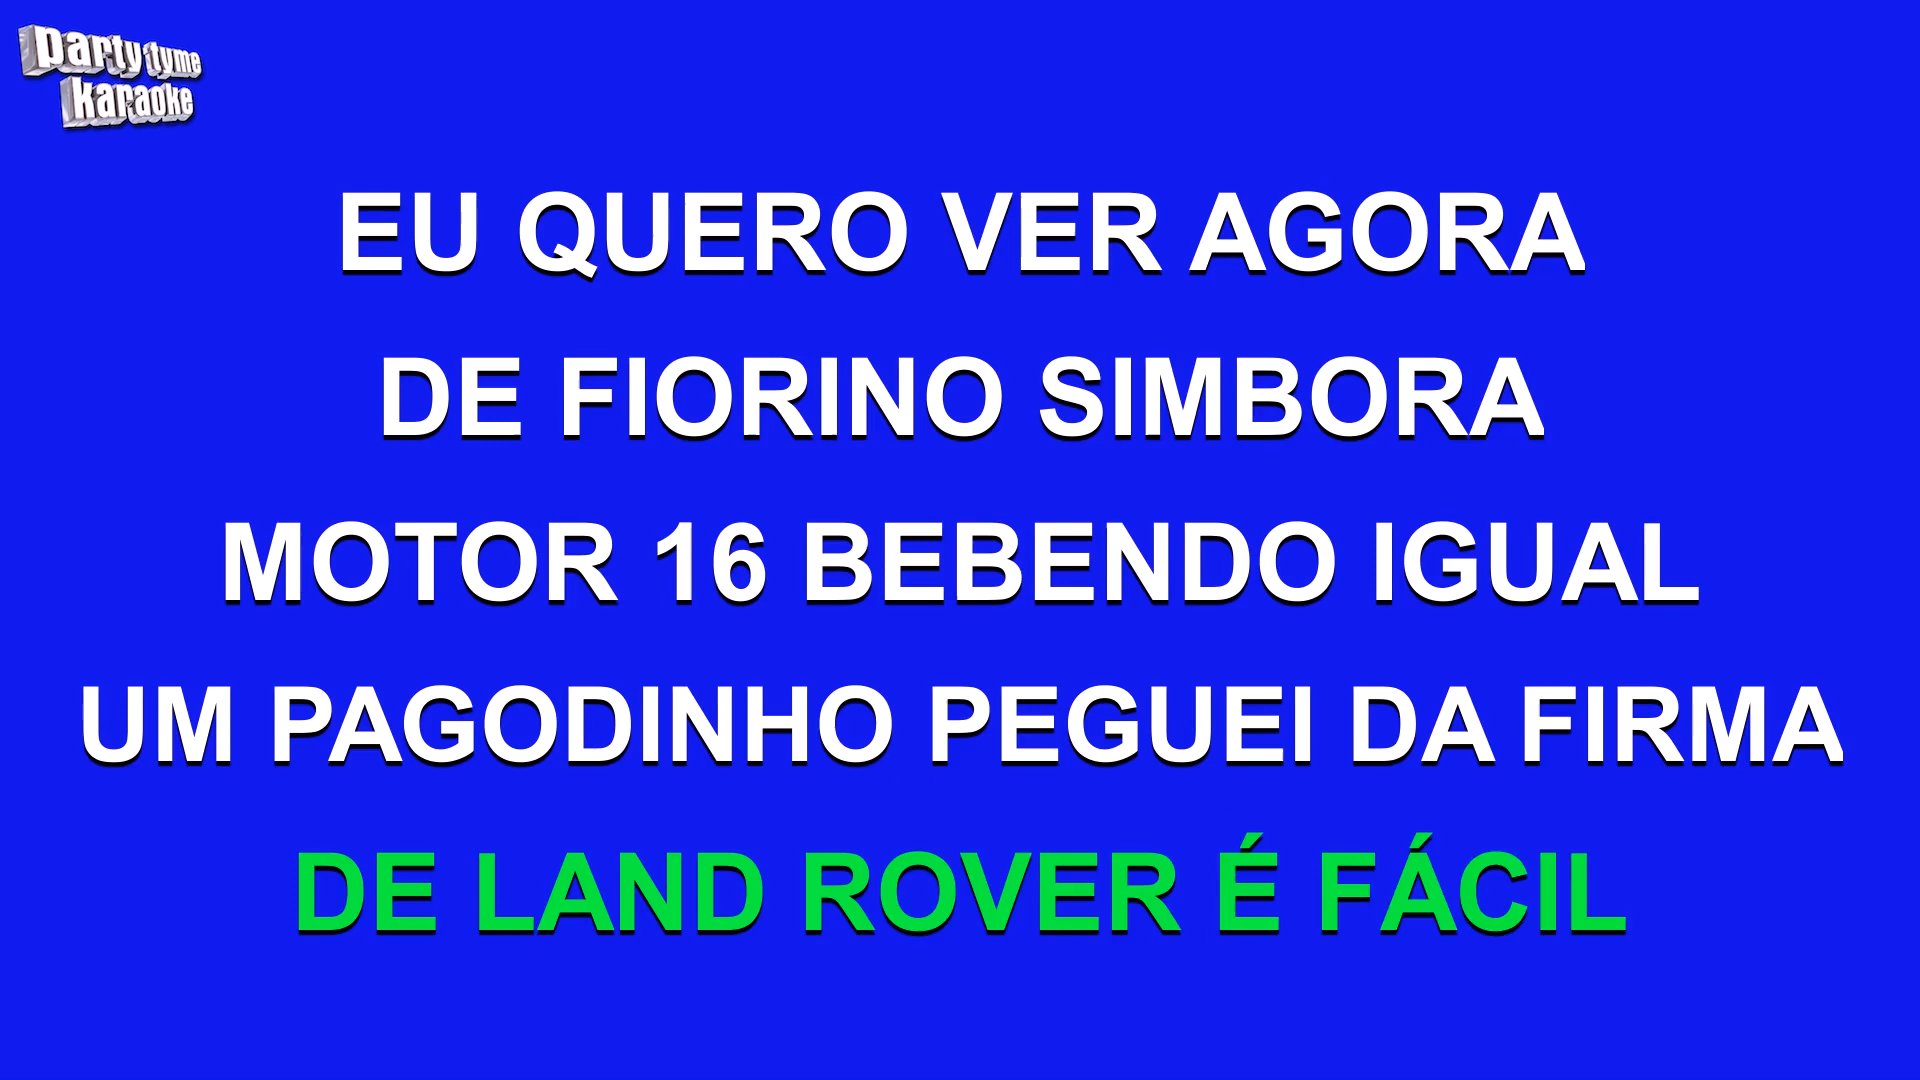 party tyme
karaoke
EU QUERO VER AGORA
DE FIORINO SIMBORA
MOTOR 16 BEBENDO IGUAL
UM PAGODINHO PEGUEI DA FIRMA
DE LAND ROVER É FÁCIL